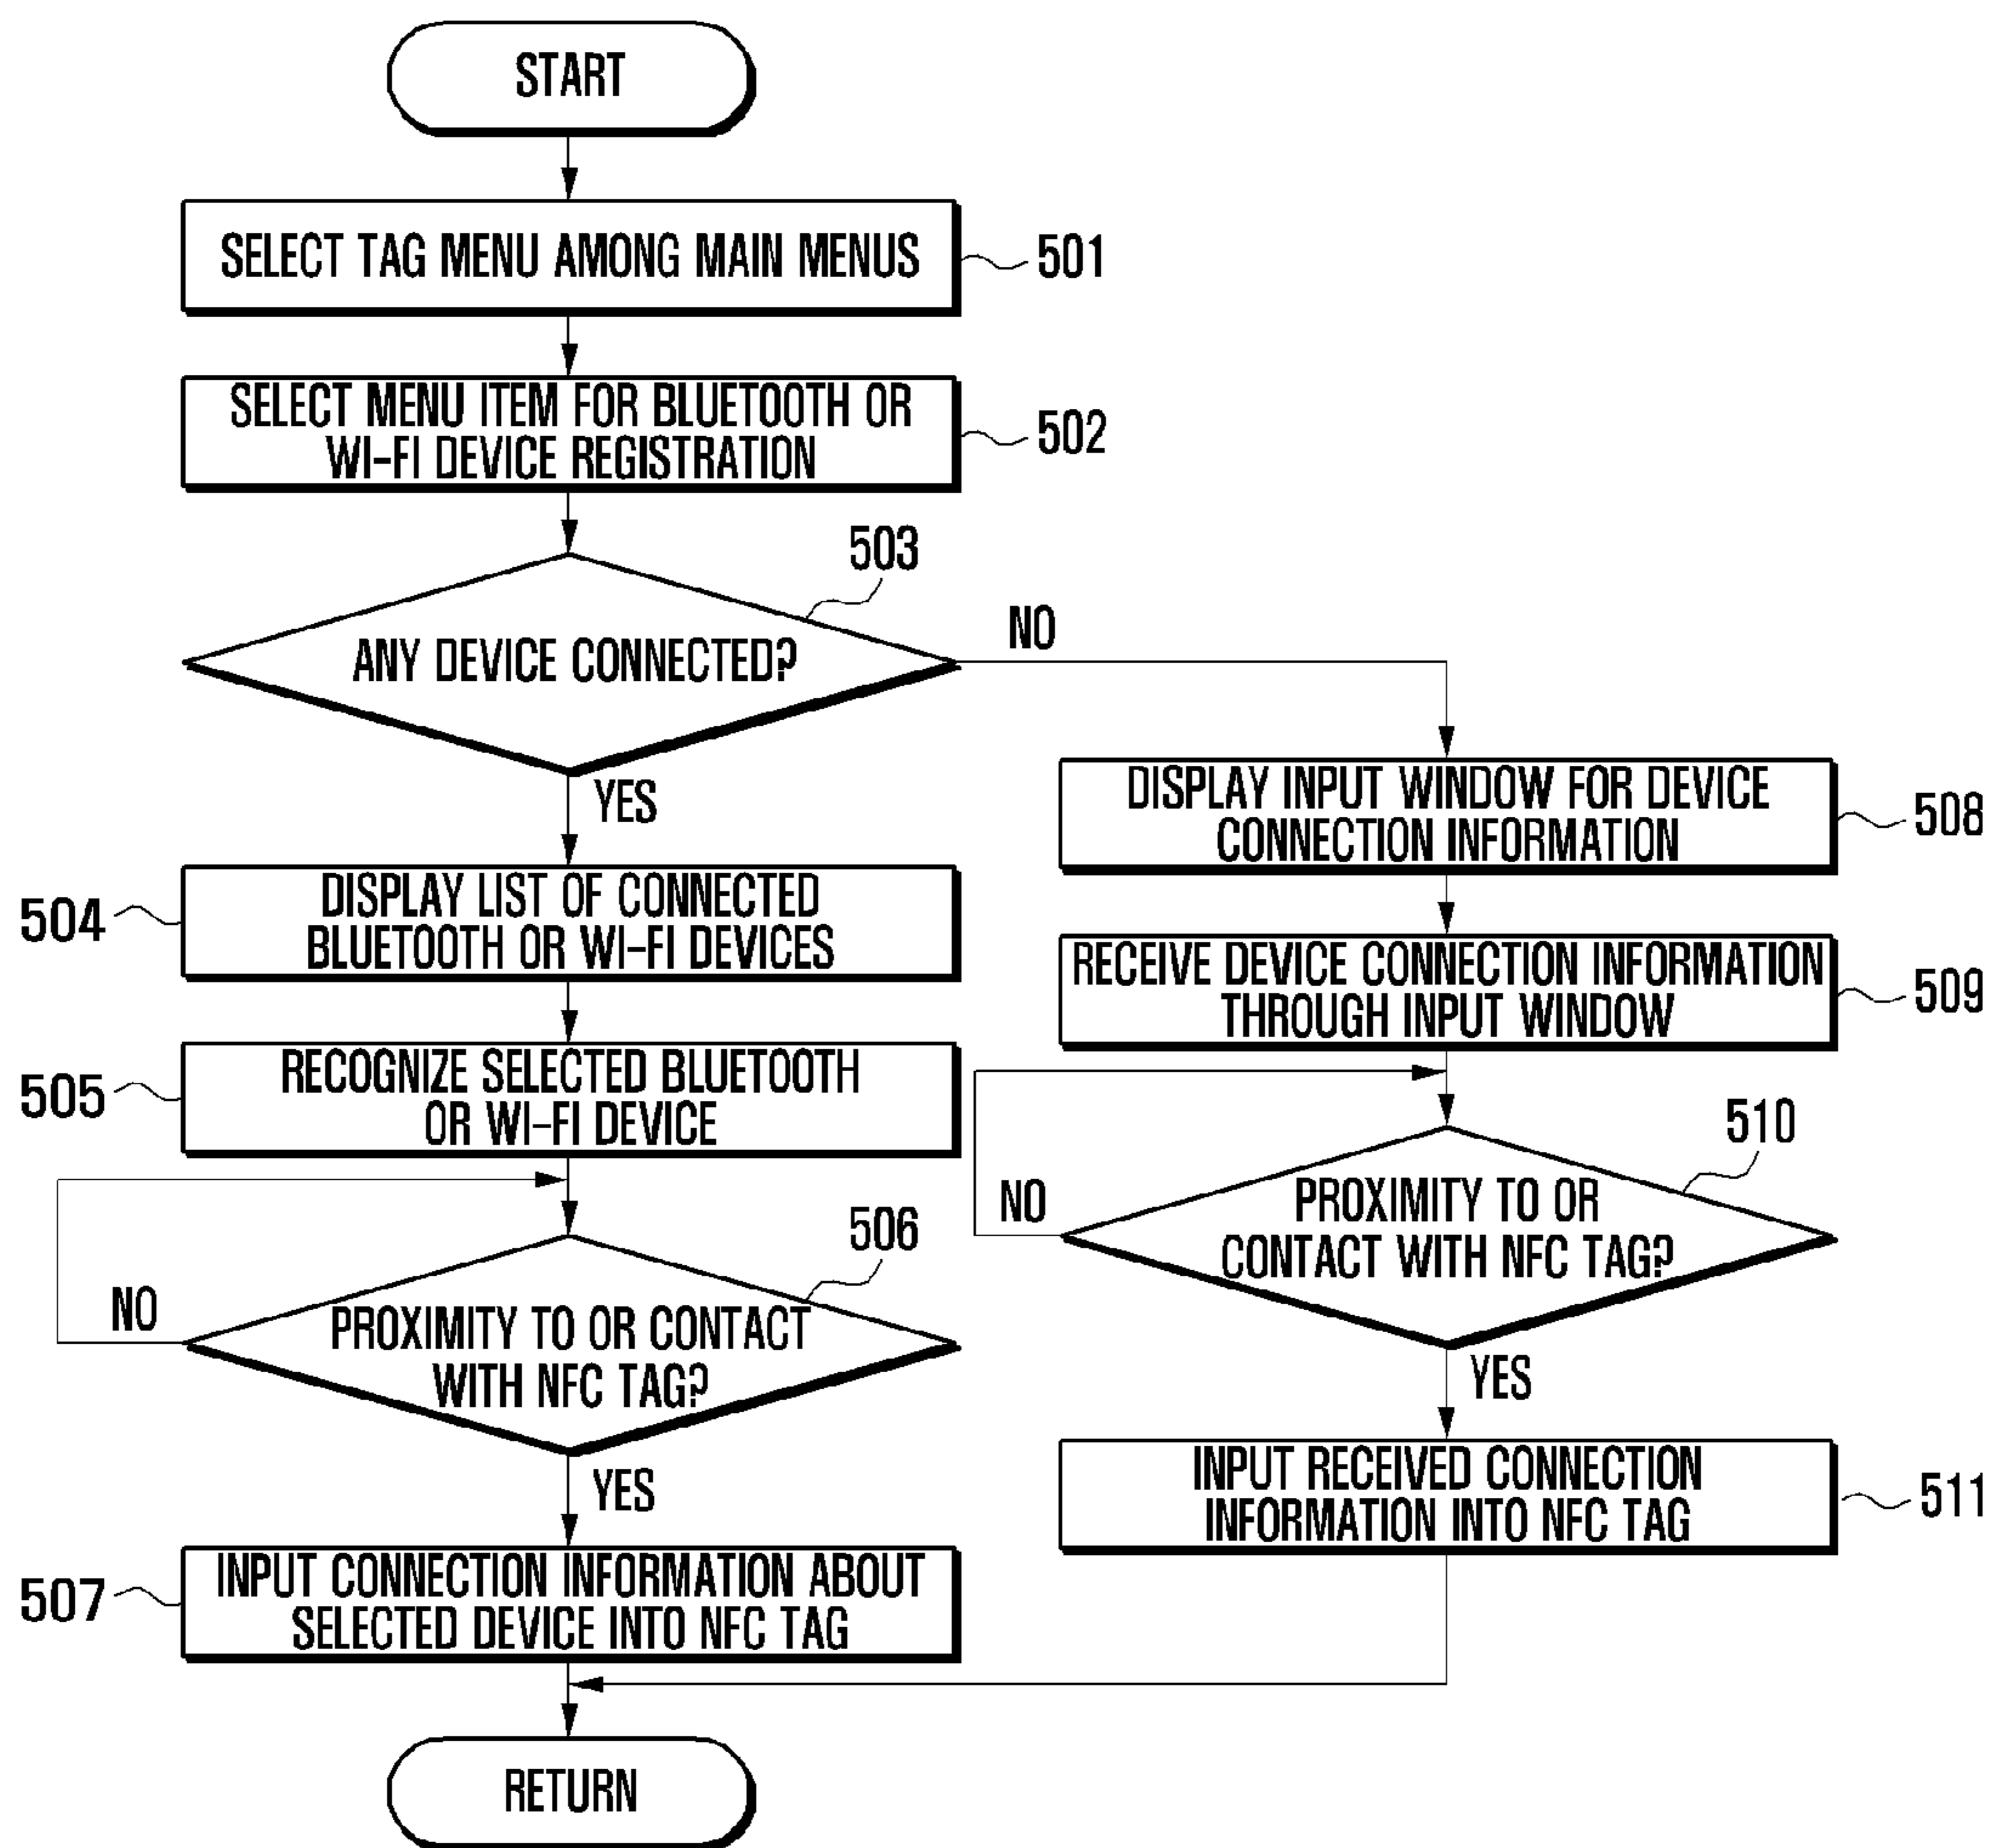 START
SELECT TAG MENU AMONG MAIN MENUS
501
SELECT MENU ITEM FOR BLUETOOTH OR
WI-FI DEVICE REGISTRATION
502
503
ANY DEVICE CONNECTED?
NO
YES
504
DISPLAY LIST OF CONNECTED
BLUETOOTH OR WI-FI DEVICES
505
RECOGNIZE SELECTED BLUETOOTH
OR WI-FI DEVICE
506
PROXIMITY TO OR CONTACT
WITH NFC TAG?
NO
YES
507
INPUT CONNECTION INFORMATION ABOUT
SELECTED DEVICE INTO NFC TAG
DISPLAY INPUT WINDOW FOR DEVICE
CONNECTION INFORMATION
508
RECEIVE DEVICE CONNECTION INFORMATION
THROUGH INPUT WINDOW
509
510
PROXIMITY TO OR
CONTACT WITH NFC TAG?
NO
YES
INPUT RECEIVED CONNECTION
INFORMATION INTO NFC TAG
511
RETURN